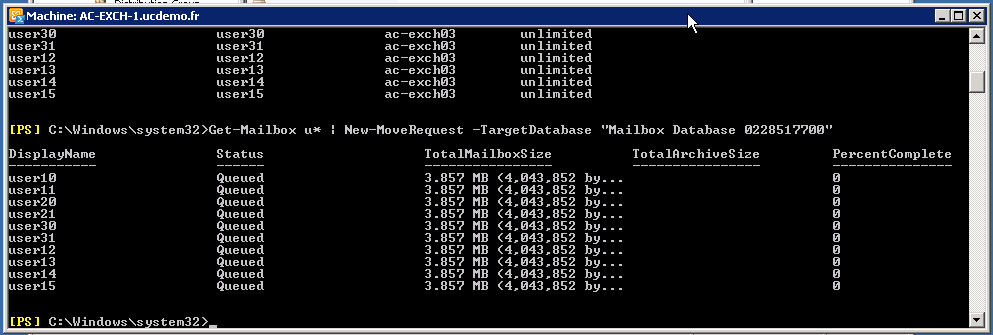 Distribution Group
Machine: AC-EXCH-1.ucdemo.fr
user30 user30 ac-exch03 unlimited
user31 user31 ac-exch03 unlimited
user12 user12 ac-exch03 unlimited
user13 user13 ac-exch03 unlimited
user14 user14 ac-exch03 unlimited
user15 user15 ac-exch03 unlimited
[PS] C:\Windows\system32>Get-Mailbox u* | New-MoveRequest -TargetDatabase "Mailbox Database 0228517700"
DisplayName Status TotalMailboxSize TotalArchiveSize PercentComplete
----------- ------ ---------------- ---------------- ---------------
user10 Queued 3.857 MB (4,043,852 by... 0
user11 Queued 3.857 MB (4,043,852 by... 0
user20 Queued 3.857 MB (4,043,852 by... 0
user21 Queued 3.857 MB (4,043,852 by... 0
user30 Queued 3.857 MB (4,043,852 by... 0
user31 Queued 3.857 MB (4,043,852 by... 0
user12 Queued 3.857 MB (4,043,852 by... 0
user13 Queued 3.857 MB (4,043,852 by... 0
user14 Queued 3.857 MB (4,043,852 by... 0
user15 Queued 3.857 MB (4,043,852 by... 0
[PS] C:\Windows\system32>_